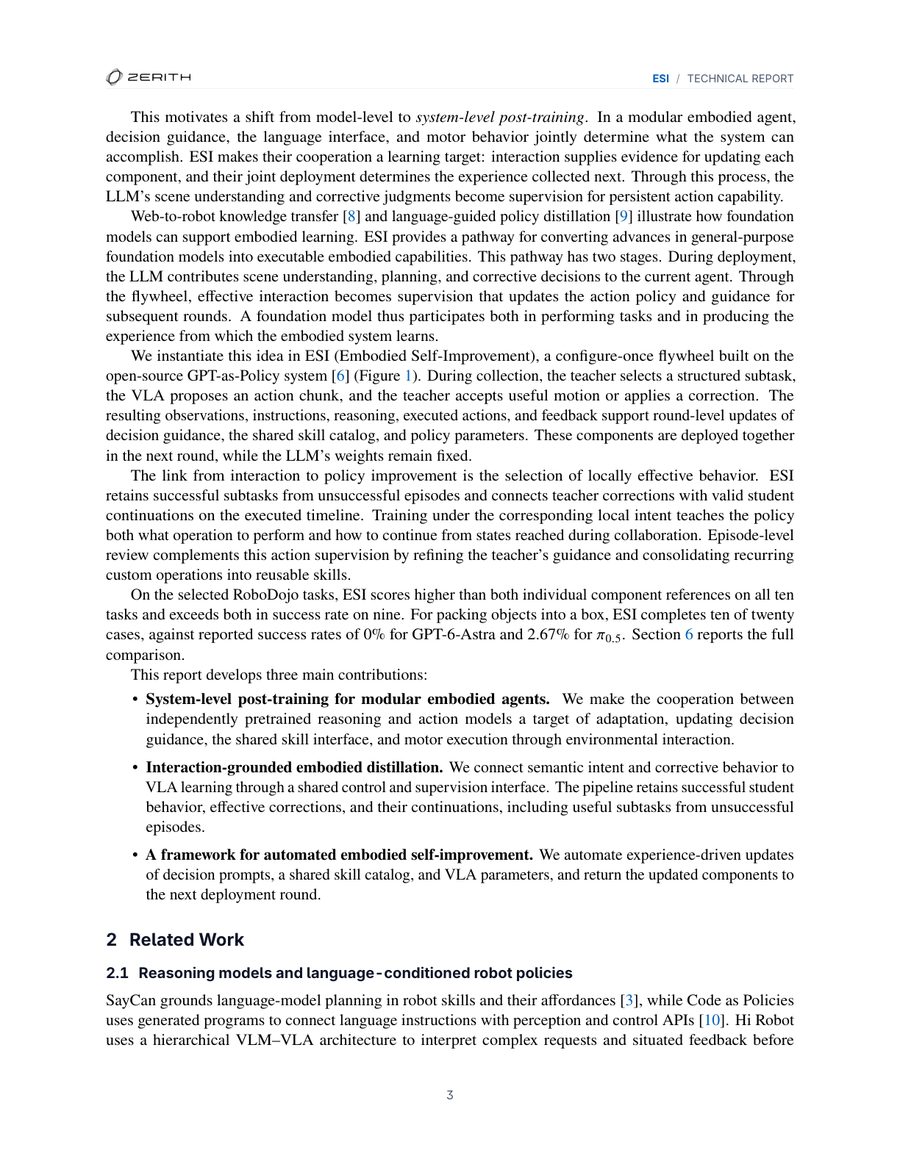 ZERITH
ESI / TECHNICAL REPORT
This motivates a shift from model-level to system-level post-training. In a modular embodied agent,
decision guidance, the language interface, and motor behavior jointly determine what the system can
accomplish. ESI makes their cooperation a learning target: interaction supplies evidence for updating each
component, and their joint deployment determines the experience collected next. Through this process, the
LLM's scene understanding and corrective judgments become supervision for persistent action capability.
Web-to-robot knowledge transfer [8] and language-guided policy distillation [9] illustrate how foundation
models can support embodied learning. ESI provides a pathway for converting advances in general-purpose
foundation models into executable embodied capabilities. This pathway has two stages. During deployment,
the LLM contributes scene understanding, planning, and corrective decisions to the current agent. Through
the flywheel, effective interaction becomes supervision that updates the action policy and guidance for
subsequent rounds. A foundation model thus participates both in performing tasks and in producing the
experience from which the embodied system learns.
We instantiate this idea in ESI (Embodied Self-Improvement), a configure-once flywheel built on the
open-source GPT-as-Policy system [6] (Figure 1). During collection, the teacher selects a structured subtask,
the VLA proposes an action chunk, and the teacher accepts useful motion or applies a correction. The
resulting observations, instructions, reasoning, executed actions, and feedback support round-level updates of
decision guidance, the shared skill catalog, and policy parameters. These components are deployed together
in the next round, while the LLM's weights remain fixed.
The link from interaction to policy improvement is the selection of locally effective behavior. ESI
retains successful subtasks from unsuccessful episodes and connects teacher corrections with valid student
continuations on the executed timeline. Training under the corresponding local intent teaches the policy
both what operation to perform and how to continue from states reached during collaboration. Episode-level
review complements this action supervision by refining the teacher's guidance and consolidating recurring
custom operations into reusable skills.
On the selected RoboDojo tasks, ESI scores higher than both individual component references on all ten
tasks and exceeds both in success rate on nine. For packing objects into a box, ESI completes ten of twenty
cases, against reported success rates of 0% for GPT-6-Astra and 2.67% for π0.5. Section 6 reports the full
comparison.
This report develops three main contributions:
• System-level post-training for modular embodied agents. We make the cooperation between
independently pretrained reasoning and action models a target of adaptation, updating decision
guidance, the shared skill interface, and motor execution through environmental interaction.
• Interaction-grounded embodied distillation. We connect semantic intent and corrective behavior to
VLA learning through a shared control and supervision interface. The pipeline retains successful student
behavior, effective corrections, and their continuations, including useful subtasks from unsuccessful
episodes.
• A framework for automated embodied self-improvement. We automate experience-driven updates
of decision prompts, a shared skill catalog, and VLA parameters, and return the updated components to
the next deployment round.
2 Related Work
2.1 Reasoning models and language-conditioned robot policies
SayCan grounds language-model planning in robot skills and their affordances [3], while Code as Policies
uses generated programs to connect language instructions with perception and control APIs [10]. Hi Robot
uses a hierarchical VLM–VLA architecture to interpret complex requests and situated feedback before
3